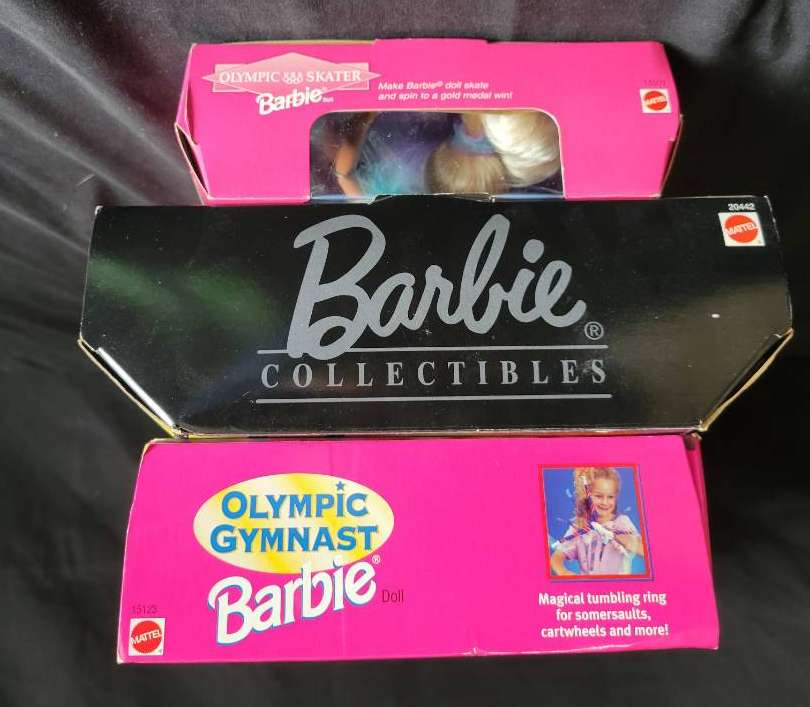 OLYMPIC SKATER
Barbie® Doll
Make Barbie® doll skate
and spin to a gold medal win!
MATTEL
20442
MATTEL
Barbie®
COLLECTIBLES
OLYMPIC
GYMNAST
Barbie® Doll
15123
MATTEL
Magical tumbling ring
for somersaults,
cartwheels and more!